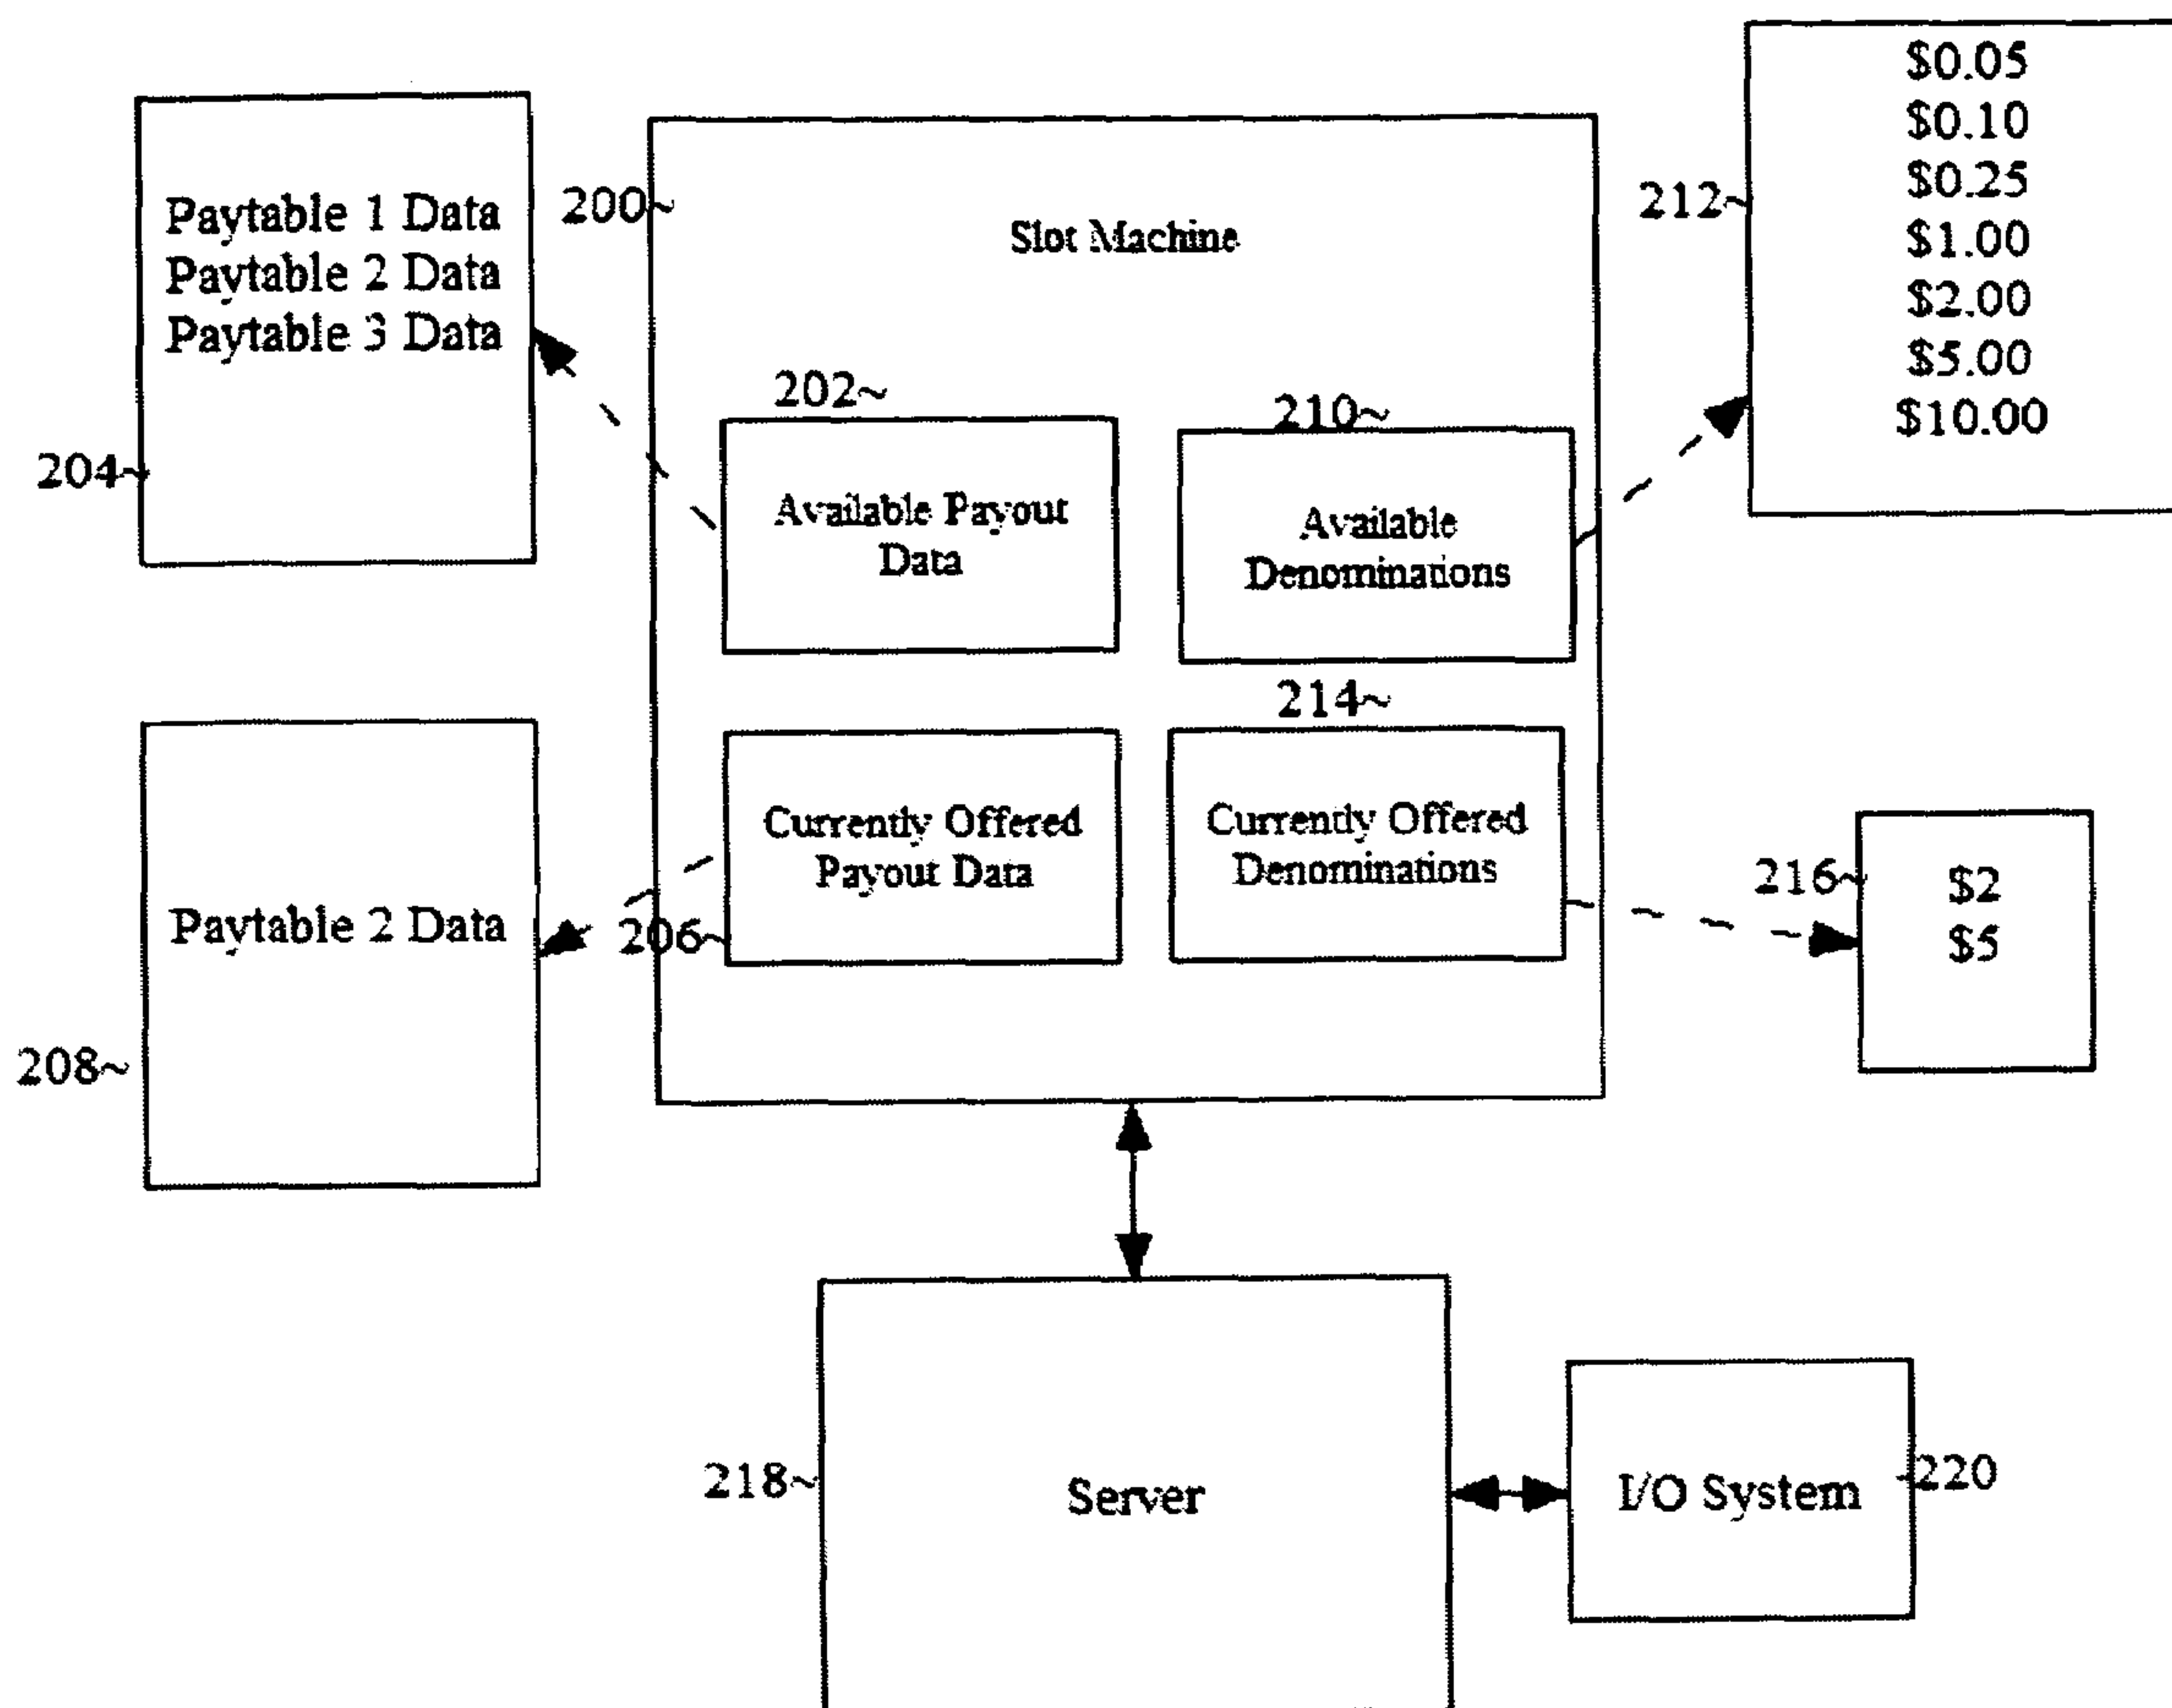 Paytable 1 Data
Paytable 2 Data
Paytable 3 Data
204~
200~
Slot Machine
212~
$0.05
$0.10
$0.25
$1.00
$2.00
$5.00
$10.00
202~
Available Payout
Data
210~
Available
Denominations
214~
Currently Offered
Payout Data
206~
Currently Offered
Denominations
Paytable 2 Data
208~
216~
$2
$5
218~
Server
I/O System
220